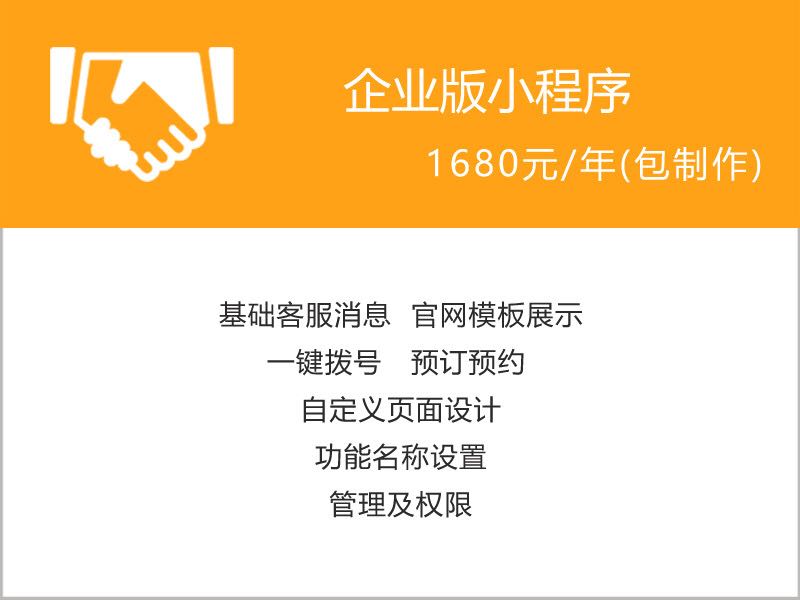 企业版小程序
1680元/年(包制作)
基础客服消息 官网模板展示
一键拨号 预订预约
自定义页面设计
功能名称设置
管理及权限